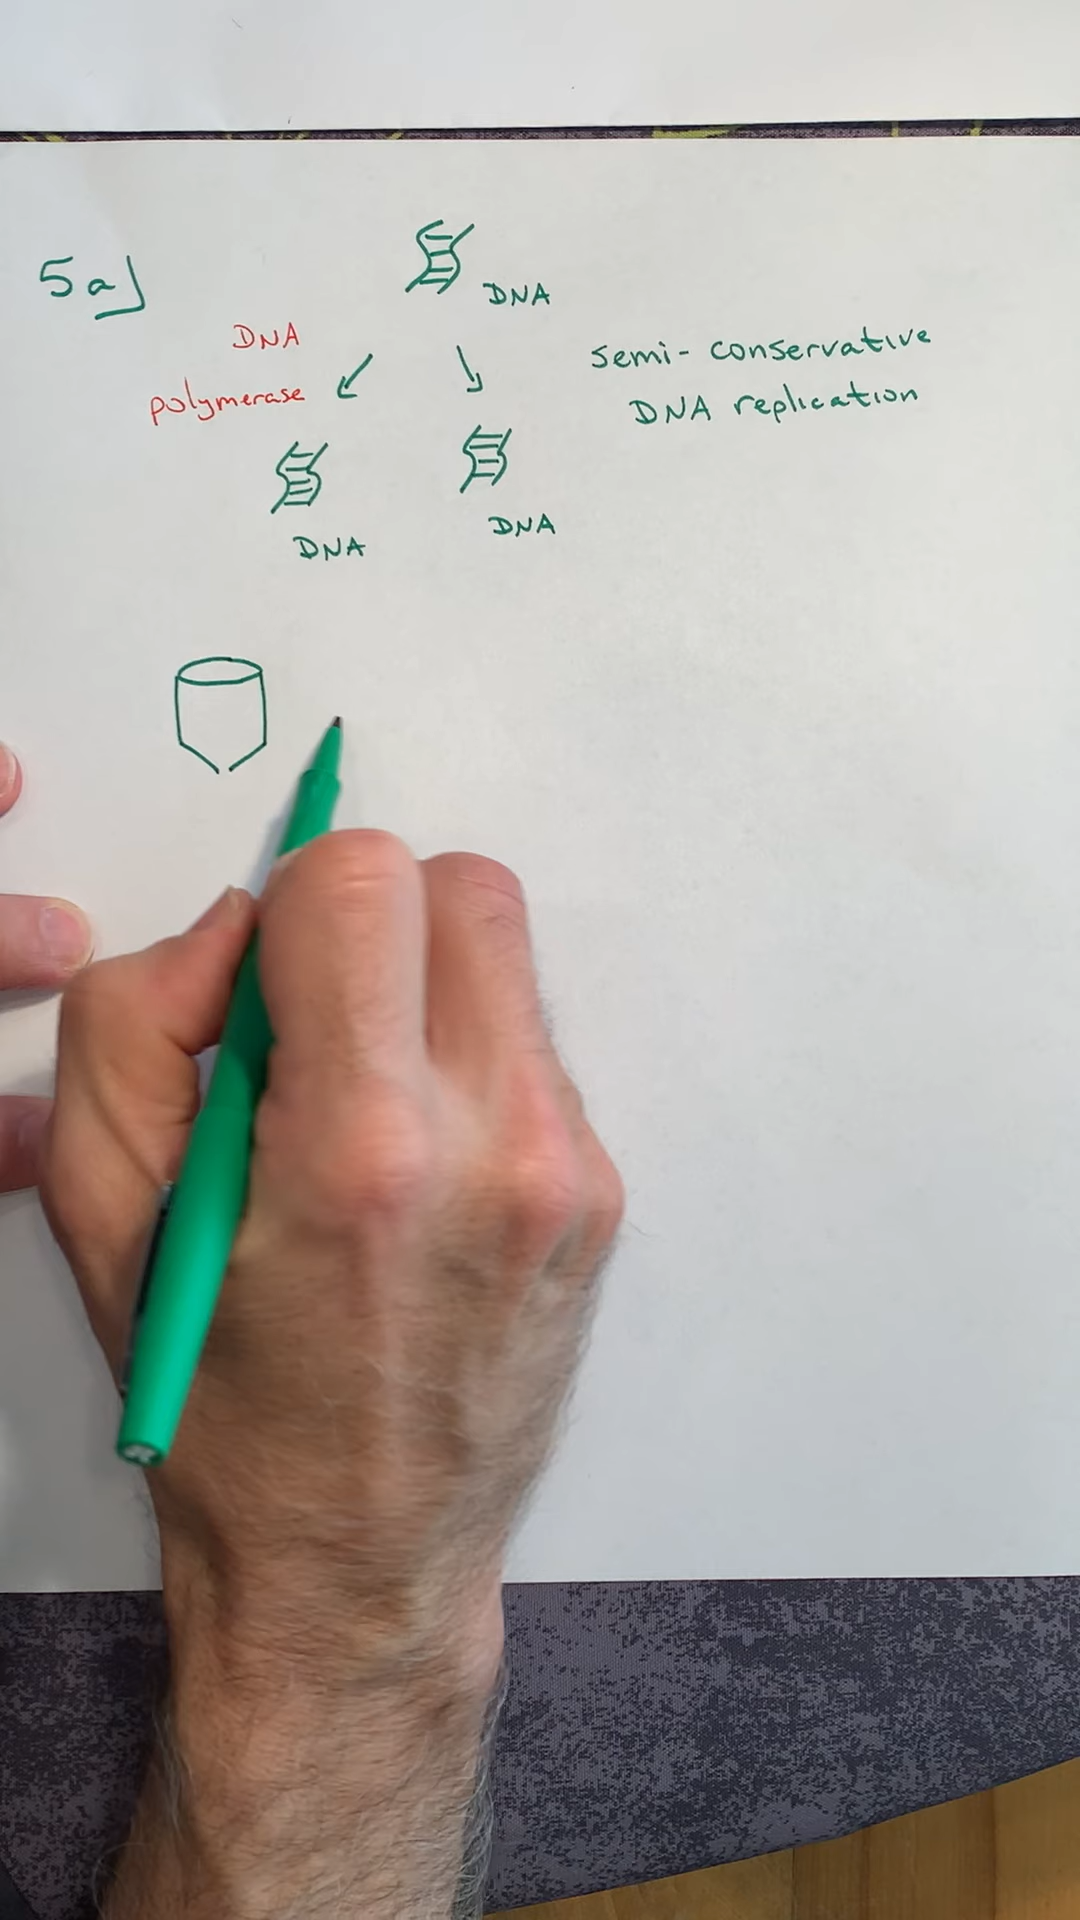 5a]
DNA
DNA
polymerase
semi-conservative
DNA replication
DNA
DNA